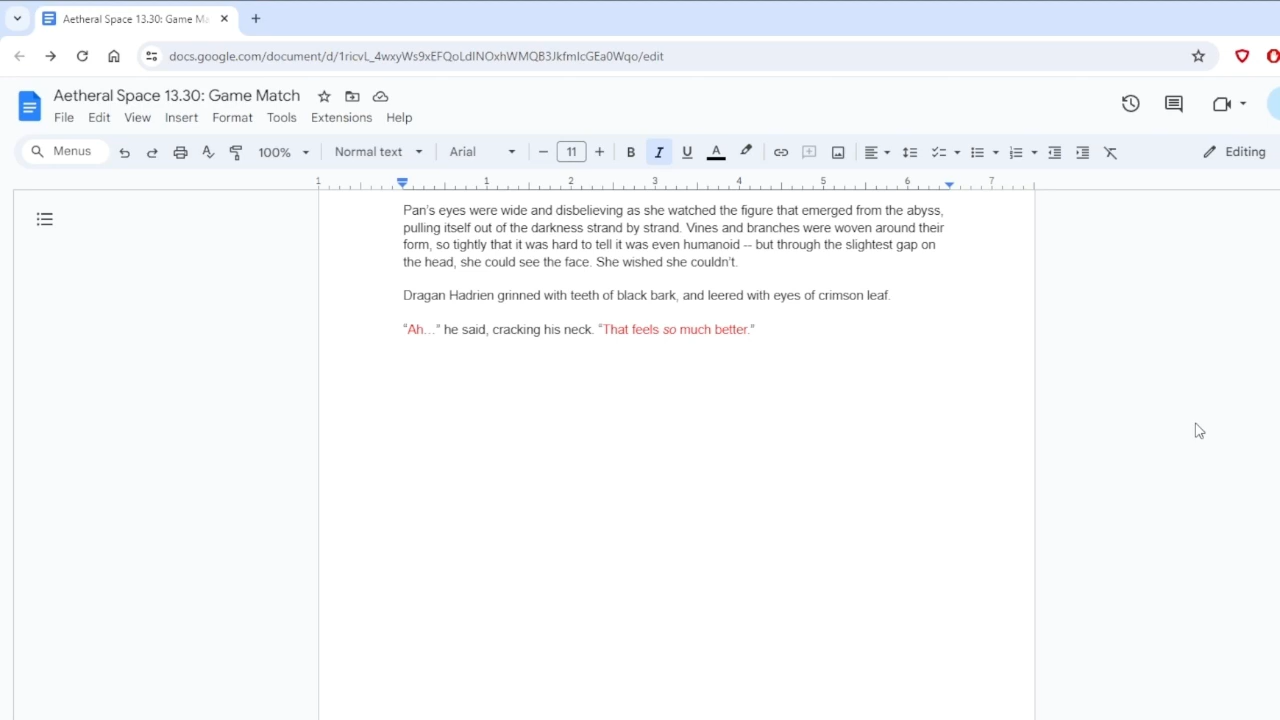 Aetheral Space 13.30: Game Ma
docs.google.com/document/d/1ricvL_4wxyWs9xEFQoLdINOxhWMQB3JkfmIcGEa0Wqo/edit
Aetheral Space 13.30: Game Match
File Edit View Insert Format Tools Extensions Help
Menus 100% Normal text Arial 11 B I U A Editing
1 1 2 3 4 5 6 7
Pan's eyes were wide and disbelieving as she watched the figure that emerged from the abyss,
pulling itself out of the darkness strand by strand. Vines and branches were woven around their
form, so tightly that it was hard to tell it was even humanoid -- but through the slightest gap on
the head, she could see the face. She wished she couldn't.
Dragan Hadrien grinned with teeth of black bark, and leered with eyes of crimson leaf.
“Ah…” he said, cracking his neck. “That feels so much better.”